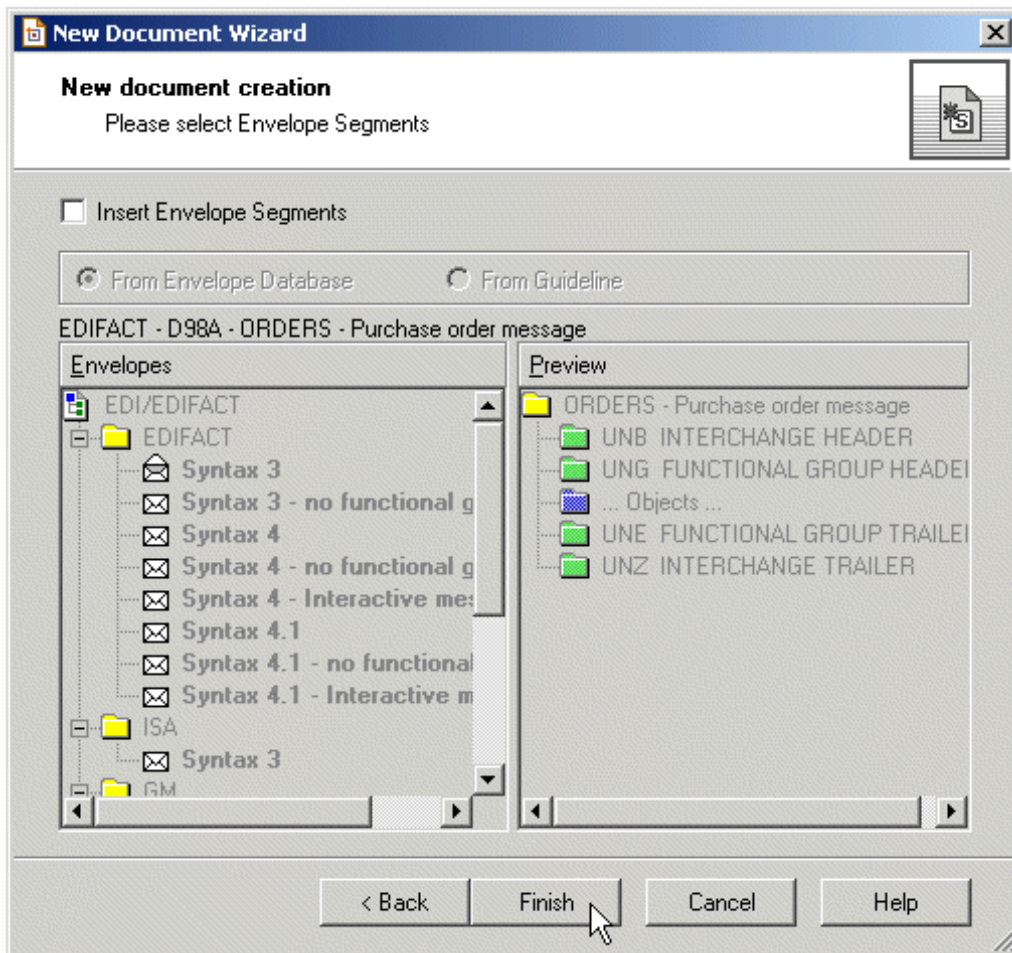 New Document Wizard
New document creation
Please select Envelope Segments
Insert Envelope Segments
From Envelope Database From Guideline
EDIFACT - D98A - ORDERS - Purchase order message
Envelopes
EDI/EDIFACT
EDIFACT
Syntax 3
Syntax 3 - no functional g
Syntax 4
Syntax 4 - no functional g
Syntax 4 - Interactive mes
Syntax 4.1
Syntax 4.1 - no functional
Syntax 4.1 - Interactive m
ISA
Syntax 3
GM
Preview
ORDERS - Purchase order message
UNB INTERCHANGE HEADER
UNG FUNCTIONAL GROUP HEADER
... Objects ...
UNE FUNCTIONAL GROUP TRAILER
UNZ INTERCHANGE TRAILER
< Back Finish Cancel Help